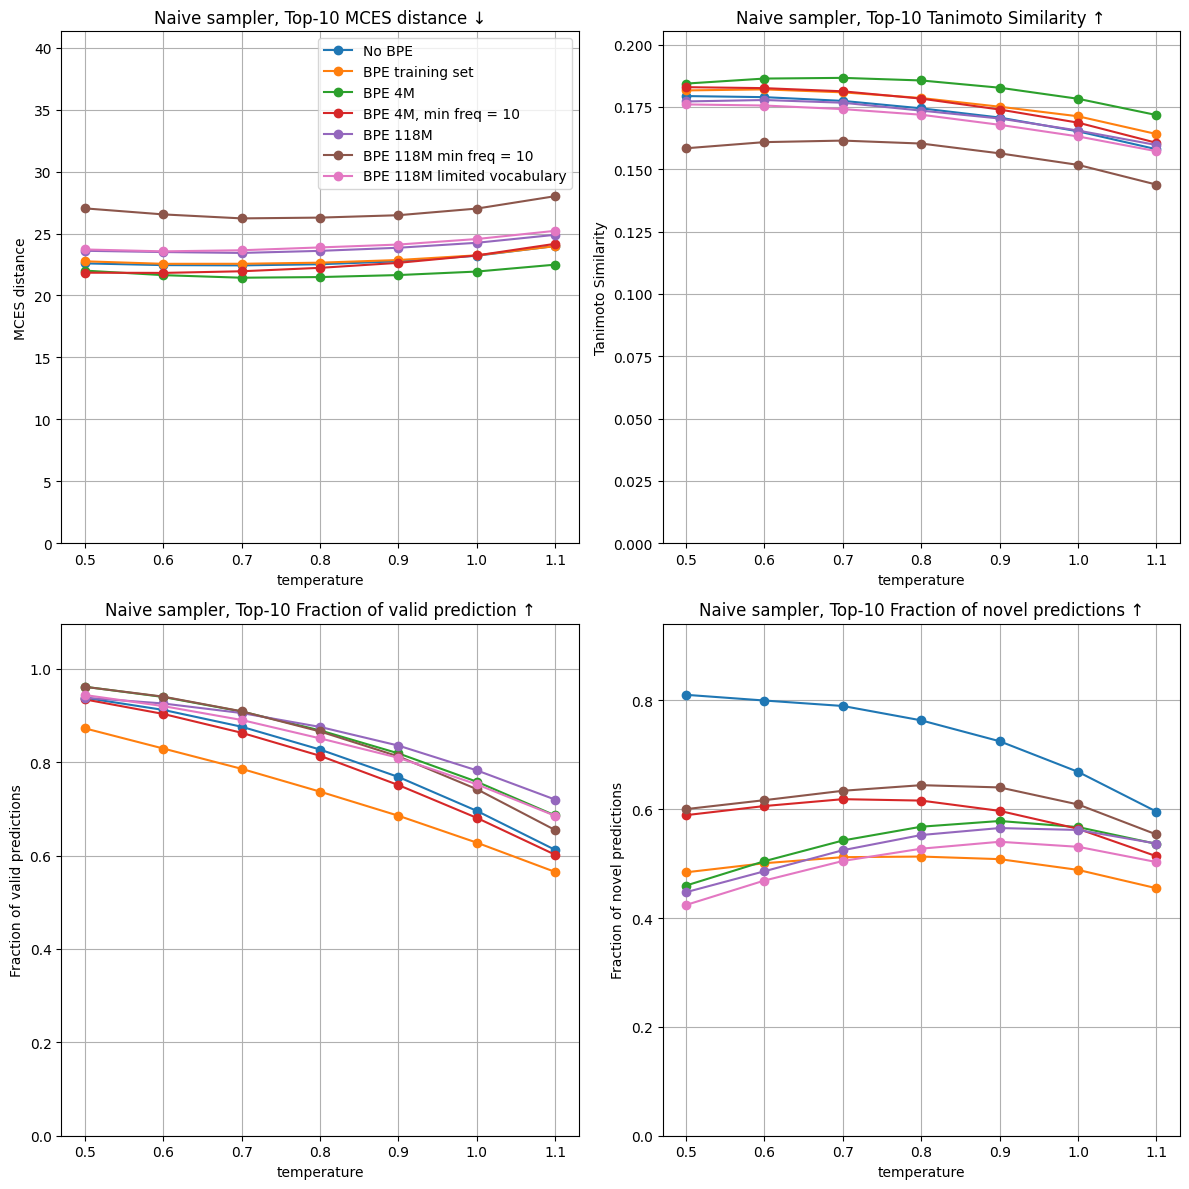 Naive sampler, Top-10 MCES distance ↓
40
35
30
25
20
15
10
5
0
MCES distance
No BPE
BPE training set
BPE 4M
BPE 4M, min freq = 10
BPE 118M
BPE 118M min freq = 10
BPE 118M limited vocabulary
0.5 0.6 0.7 0.8 0.9 1.0 1.1
temperature
Naive sampler, Top-10 Tanimoto Similarity ↑
0.200
0.175
0.150
0.125
0.100
0.075
0.050
0.025
0.000
Tanimoto Similarity
0.5 0.6 0.7 0.8 0.9 1.0 1.1
temperature
Naive sampler, Top-10 Fraction of valid prediction ↑
1.0
0.8
0.6
0.4
0.2
0.0
Fraction of valid predictions
0.5 0.6 0.7 0.8 0.9 1.0 1.1
temperature
Naive sampler, Top-10 Fraction of novel predictions ↑
0.8
0.6
0.4
0.2
0.0
Fraction of novel predictions
0.5 0.6 0.7 0.8 0.9 1.0 1.1
temperature